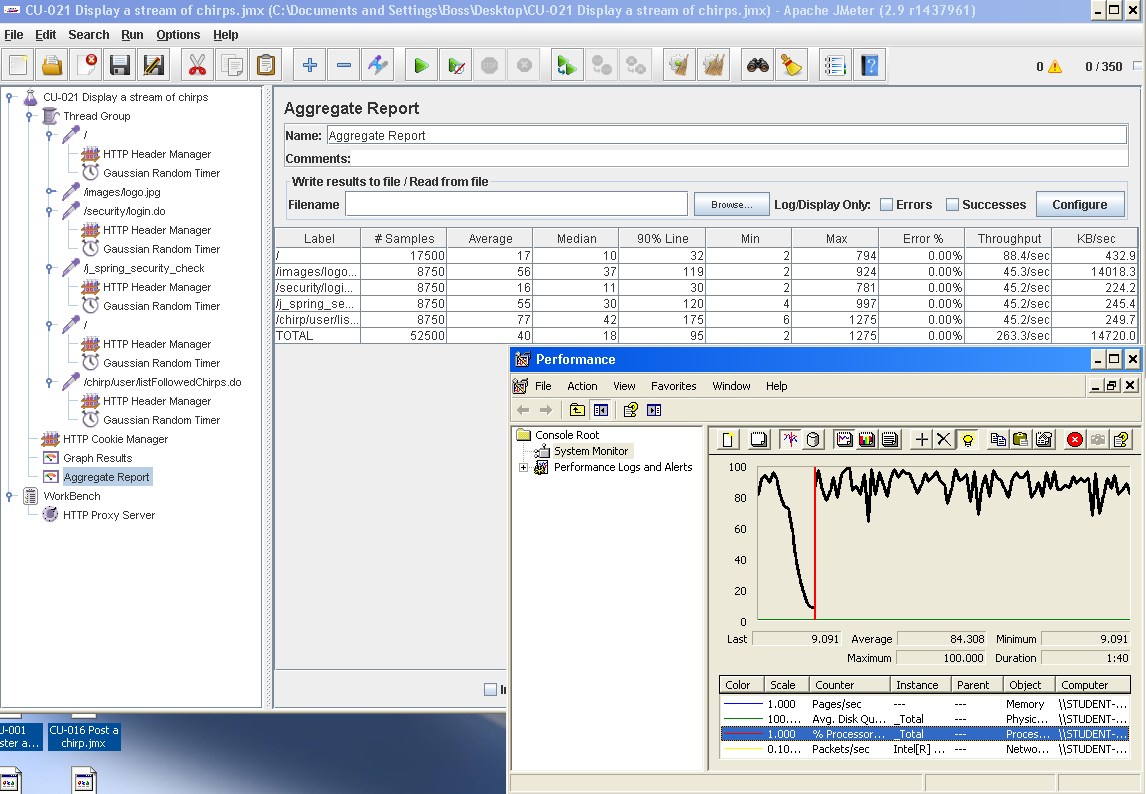 CU-021 Display a stream of chirps.jmx (C:\Documents and Settings\Boss\Desktop\CU-021 Display a stream of chirps.jmx) - Apache JMeter (2.9 r1437961)
File Edit Search Run Options Help
0 0 / 350
CU-021 Display a stream of chirps
Thread Group
/
HTTP Header Manager
Gaussian Random Timer
/images/logo.jpg
/security/login.do
HTTP Header Manager
Gaussian Random Timer
/j_spring_security_check
HTTP Header Manager
Gaussian Random Timer
/
HTTP Header Manager
Gaussian Random Timer
/chirp/user/listFollowedChirps.do
HTTP Header Manager
Gaussian Random Timer
HTTP Cookie Manager
Graph Results
Aggregate Report
WorkBench
HTTP Proxy Server
Aggregate Report
Name: Aggregate Report
Comments:
Write results to file / Read from file
Filename Browse... Log/Display Only: Errors Successes Configure
Label # Samples Average Median 90% Line Min Max Error % Throughput KB/sec
/ 17500 17 10 32 2 794 0.00% 88.4/sec 432.9
/images/logo... 8750 56 37 119 2 924 0.00% 45.3/sec 14018.3
/security/logi... 8750 16 11 30 2 781 0.00% 45.2/sec 224.2
/j_spring_se... 8750 55 30 120 4 997 0.00% 45.2/sec 245.4
/chirp/user/lis... 8750 77 42 175 6 1275 0.00% 45.2/sec 249.7
TOTAL 52500 40 18 95 2 1275 0.00% 263.3/sec 14720.0
Performance
File Action View Favorites Window Help
Console Root
System Monitor
Performance Logs and Alerts
100
80
60
40
20
0
Last 9.091 Average 84.308 Minimum 9.091
Maximum 100.000 Duration 1:40
Color Scale Counter Instance Parent Object Computer
1.000 Pages/sec --- --- Memory \\STUDENT-...
100.... Avg. Disk Qu... _Total --- Physic... \\STUDENT-...
1.000 % Processor... _Total --- Proces... \\STUDENT-...
0.10... Packets/sec Intel[R] ... --- Netwo... \\STUDENT-...
U-001 CU-016 Post a
ster a... chirp.jmx